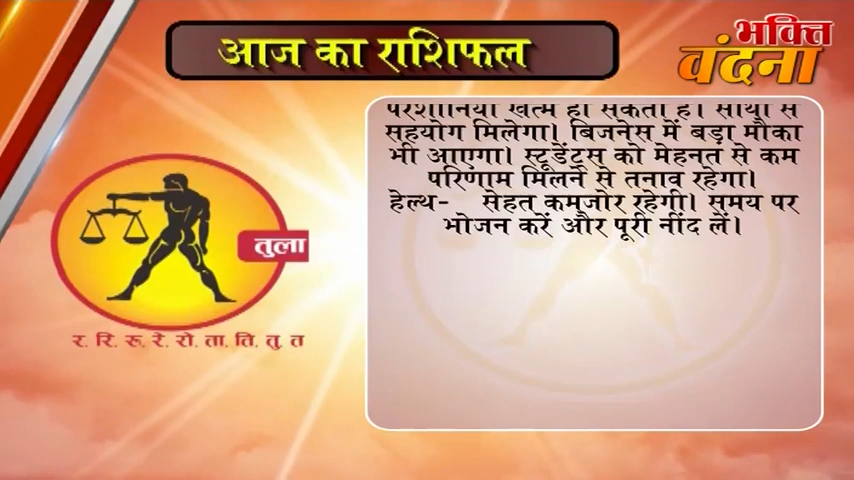 आज का राशिफल
भक्ति
वंदना
सहयोग मिलेगा। बिजनेस में बड़ा मौका
भी आएगा। स्टूडेंट्स को मेहनत से कम
परिणाम मिलने से तनाव रहेगा।
हेल्थ- सेहत कमजोर रहेगी। समय पर
भोजन करें और पूरी नींद लें।
तुला
र. रि. रू. रे. रो. ता. ति. तु. त